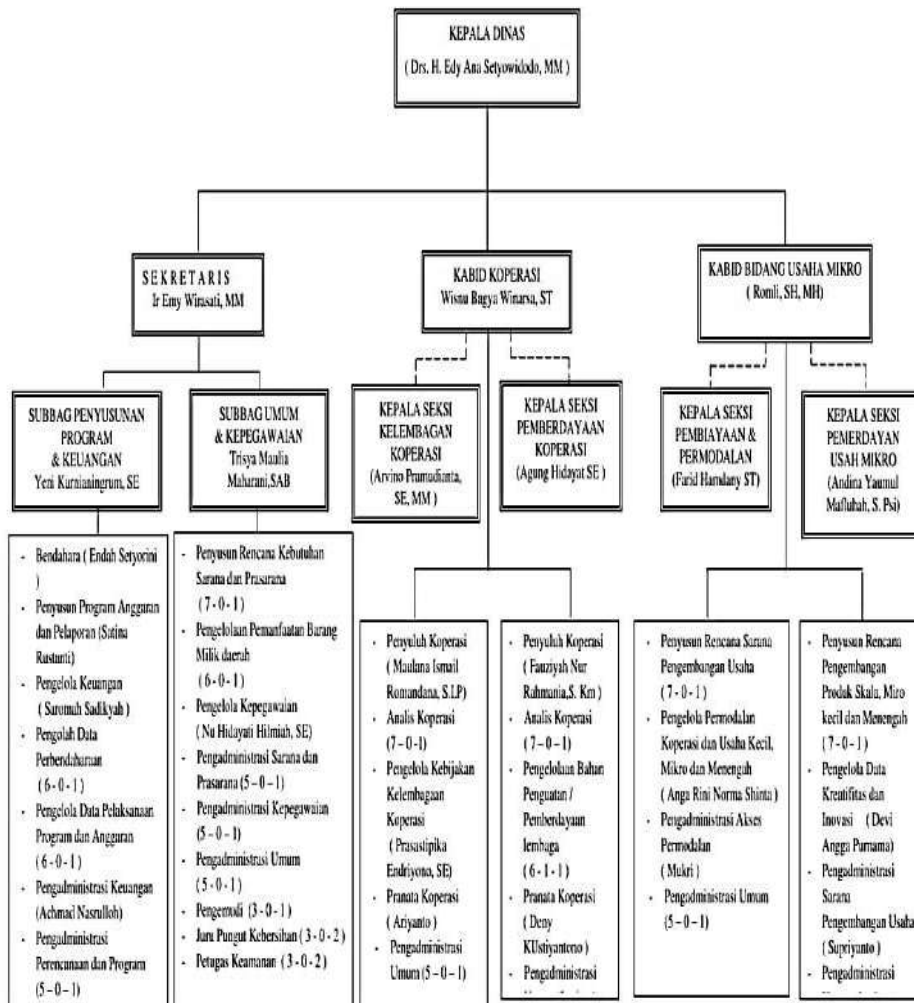 KEPALA DINAS
( Drs. H. Edy Ana Setyowidodo, MM )
SEKRETARIS
Ir Emy Wirasati, MM
KABID KOPERASI
Wisnu Bagya Winarsa, ST
KABID BIDANG USAHA MIKRO
( Romli, SH, MH)
SUBBAG PENYUSUNAN
PROGRAM
& KEUANGAN
Yeni Kurnianingrum, SE
SUBBAG UMUM
& KEPEGAWAIAN
Trisya Maulia
Maharani,SAB
KEPALA SEKSI
KELEMBAGAN
KOPERASI
(Arvino Pramudianta,
SE, MM )
KEPALA SEKSI
PEMBERDAYAAN
KOPERASI
(Agung Hidayat SE )
KEPALA SEKSI
PEMBIAYAAN &
PERMODALAN
(Farid Hamdany ST)
KEPALA SEKSI
PEMERDAYAN
USAH MIKRO
(Andina Yaumul
Mafluhah, S. Psi)
- Bendahara ( Endah Setyorini
)
- Penyusun Program Anggaran
dan Pelaporan (Satina
Rustanti)
- Pengelola Keuangan
( Saromah Sadikyah )
- Pengolah Data
Perbendaharaan
( 6-0-1 )
- Pengelola Data Pelaksanaan
Program dan Anggaran
( 6-0-1 )
- Pengadministrasi Keuangan
(Achmad Nasrulloh)
- Pengadministrasi
Perencanaan dan Program
(5-0-1)
- Penyusun Rencana Kebutuhan
Sarana dan Prasarana
( 7-0-1 )
- Pengelolaan Pemanfaatan Barang
Milik daerah
( 6-0-1 )
- Pengelola Kepegawaian
( Nu Hidayati Hilmiah, SE)
- Pengadministrasi Sarana dan
Prasarana (5-0-1)
- Pengadministrasi Kepegawaian
(5-0-1)
- Pengadministrasi Umum
( 5-0-1 )
- Pengemudi (3-0-1)
- Juru Pungut Kebersihan ( 3-0-2 )
- Petugas Keamanan ( 3-0-2 )
- Penyuluh Koperasi
( Maulana Ismail
Romandana, S.I.P)
- Analis Koperasi
(7-0-1)
- Pengelola Kebijakan
Kelembagaan
Koperasi
( Prasastipika
Endriyono, SE)
- Pranata Koperasi
( Ariyanto )
- Pengadministrasi
Umum (5-0-1)
- Penyuluh Koperasi
( Fauziyah Nur
Rahmania,S. Km )
- Analis Koperasi
( 7-0-1 )
- Pengelolaan Bahan
Penguatan /
Pemberdayaan
lembaga
( 6-1-1 )
- Pranata Koperasi
( Deny
KUstiyantono )
- Pengadministrasi
- Penyusun Rencana Sarana
Pengembangan Usaha
( 7-0-1 )
- Pengelola Permodalan
Koperasi dan Usaha Kecil,
Mikro dan Menengah
( Anga Rini Norma Shinta )
- Pengadministrasi Akses
Permodalan
( Mukri )
- Pengadministrasi Umum
(5-0-1)
- Penyusun Rencana
Pengembangan
Produk Skala, Miro
kecil dan Menengah
( 7-0-1 )
- Pengelola Data
Kreatifitas dan
Inovasi ( Devi
Angga Purnama)
- Pengadministrasi
Sarana
Pengembangan Usaha
( Supriyanto )
- Pengadministrasi